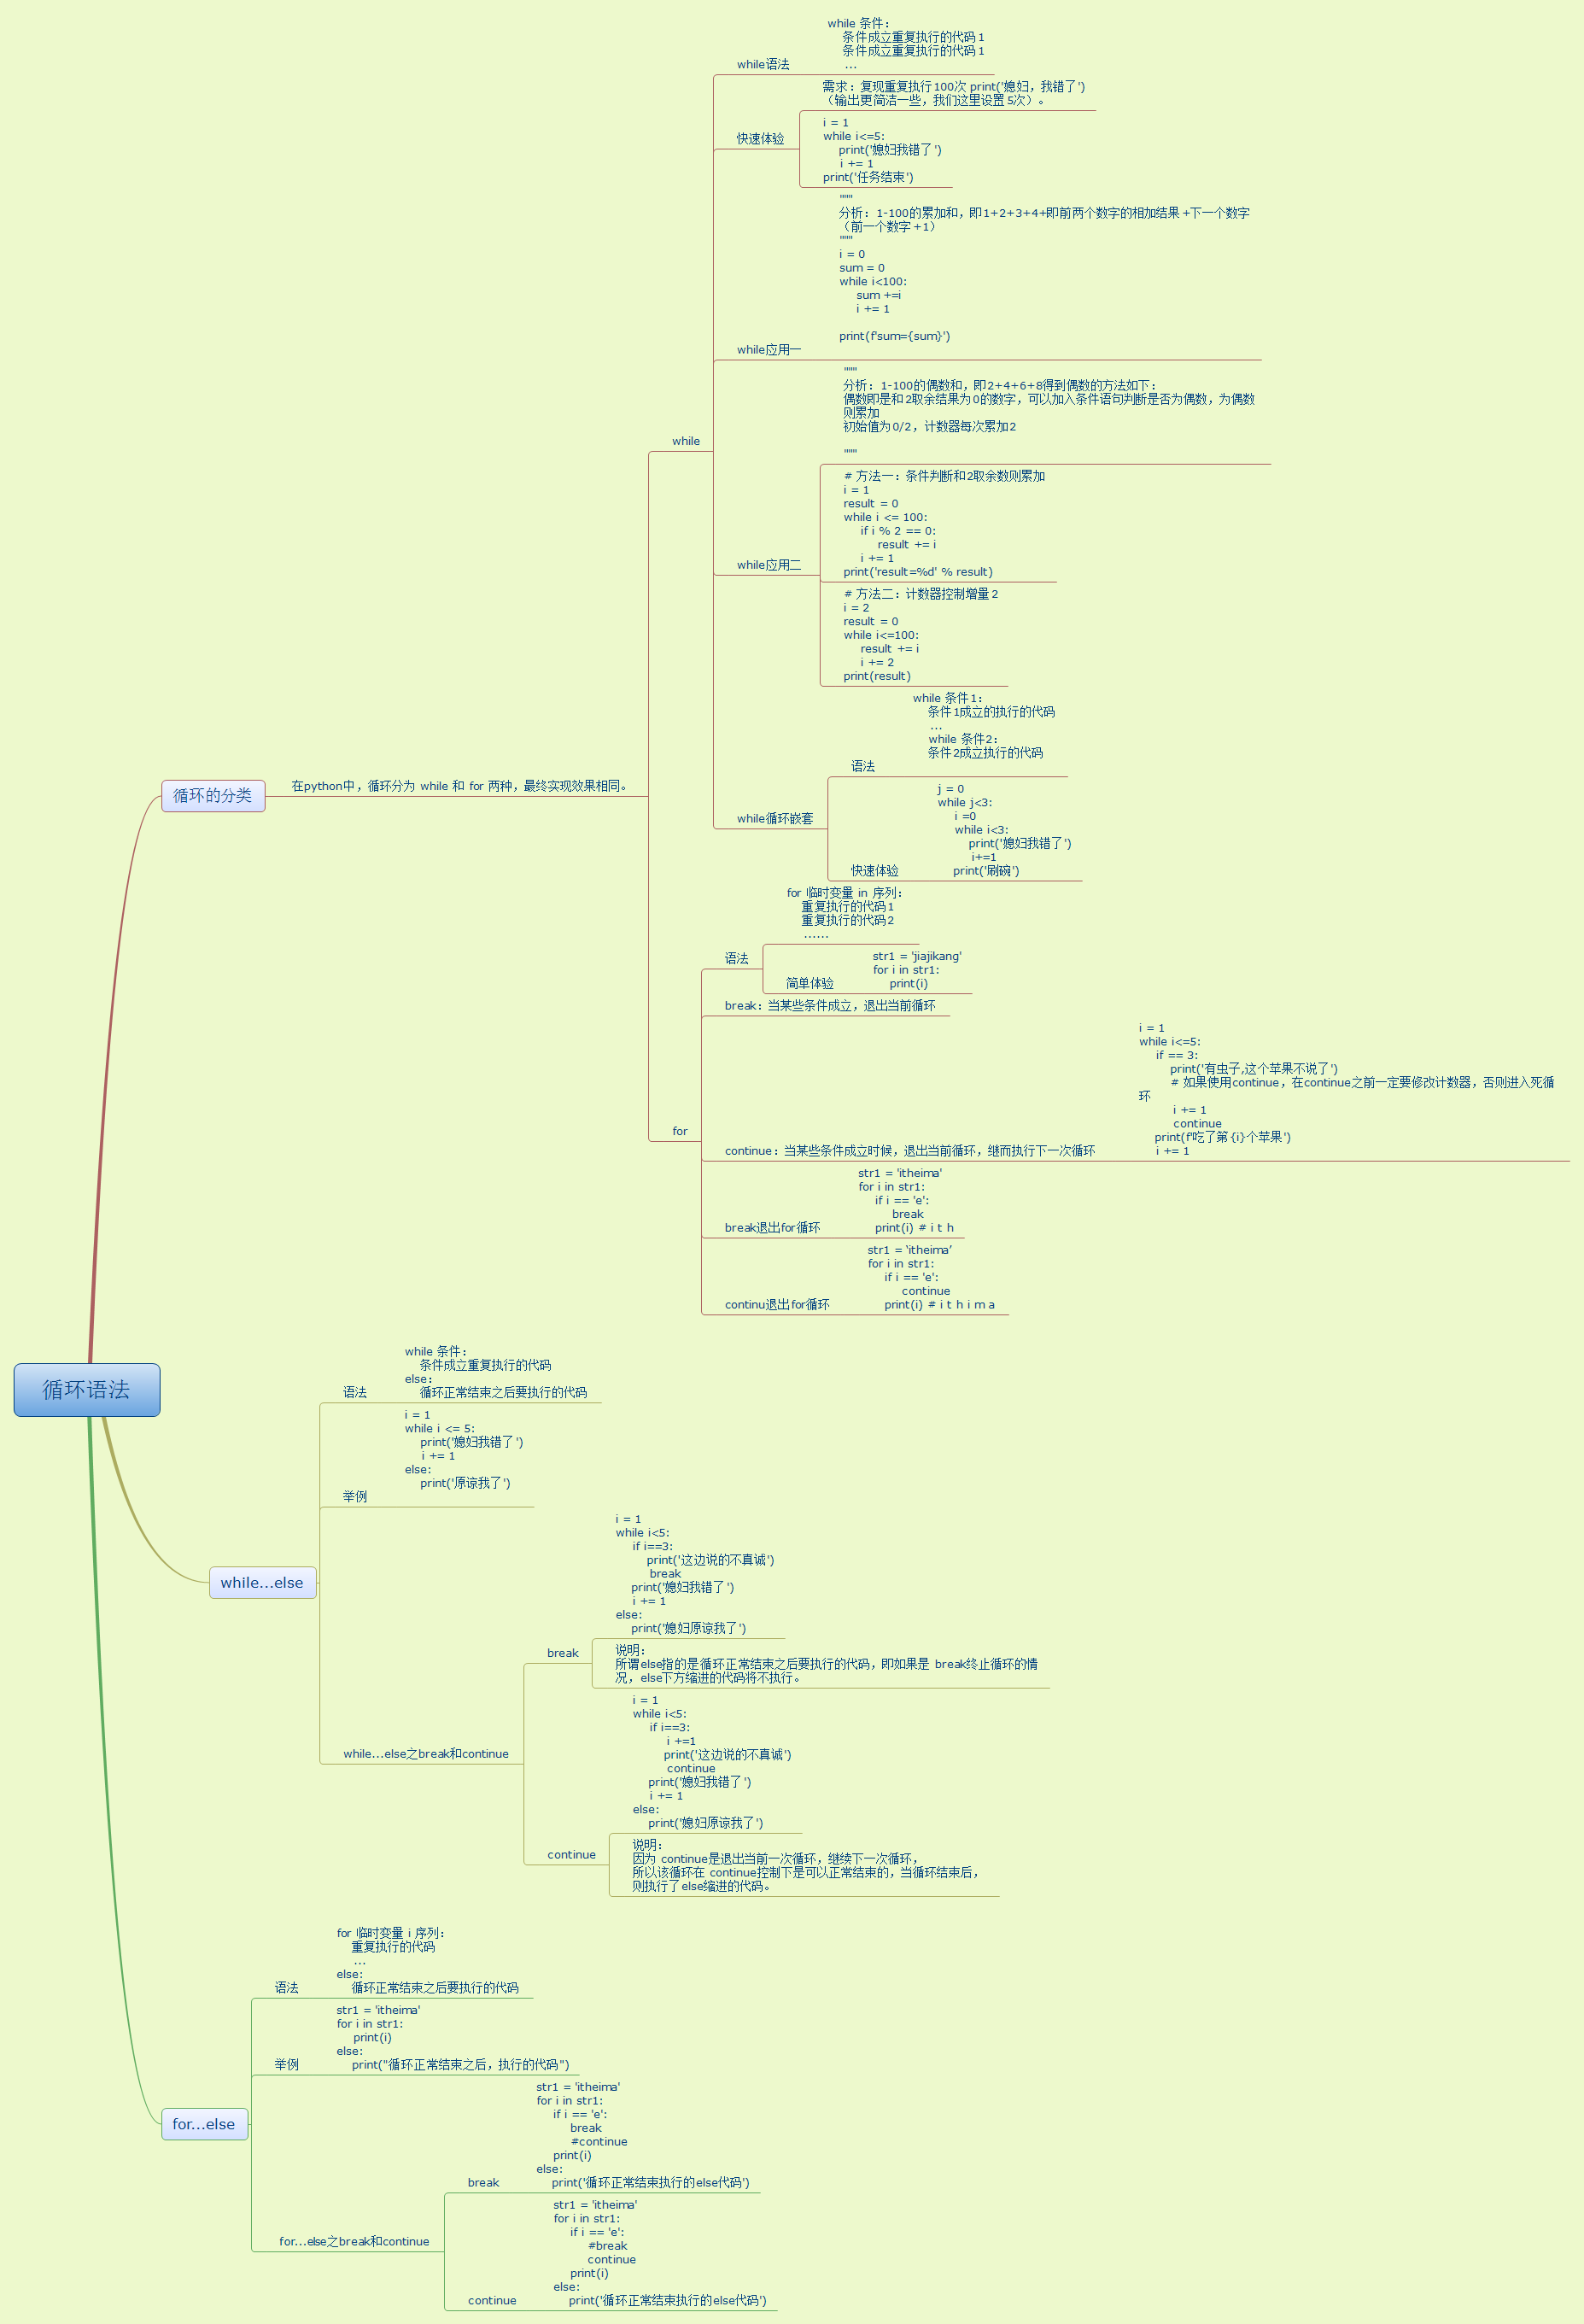 循环语法
循环的分类
在python中，循环分为 while 和 for 两种，最终实现效果相同。
while
while语法
while 条件：
    条件成立重复执行的代码1
    条件成立重复执行的代码1
    ...
快速体验
需求：复现重复执行100次 print('媳妇，我错了')
（输出更简洁一些，我们这里设置5次）。
i = 1
while i<=5:
    print('媳妇我错了')
    i += 1
print('任务结束')
while应用一
"""
分析：1-100的累加和，即1+2+3+4+即前两个数字的相加结果+下一个数字
（前一个数字+1）
"""
i = 0
sum = 0
while i<100:
    sum +=i
    i += 1
print(f'sum={sum}')
while应用二
"""
分析：1-100的偶数和，即2+4+6+8得到偶数的方法如下：
偶数即是和2取余结果为0的数字，可以加入条件语句判断是否为偶数，为偶数
则累加
初始值为0/2，计数器每次累加2
"""
# 方法一：条件判断和2取余数则累加
i = 1
result = 0
while i <= 100:
    if i % 2 == 0:
        result += i
    i += 1
print('result=%d' % result)
# 方法二：计数器控制增量2
i = 2
result = 0
while i<=100:
    result += i
    i += 2
print(result)
while循环嵌套
语法
while 条件1：
    条件1成立的执行的代码
    ...
    while 条件2：
    条件2成立执行的代码
快速体验
j = 0
while j<3:
    i =0
    while i<3:
        print('媳妇我错了')
        i+=1
    print('刷碗')
for
语法
for 临时变量 in 序列：
    重复执行的代码1
    重复执行的代码2
    ......
简单体验
str1 = 'jiajikang'
for i in str1:
    print(i)
break：当某些条件成立，退出当前循环
continue：当某些条件成立时候，退出当前循环，继而执行下一次循环
i = 1
while i<=5:
    if == 3:
        print('有虫子,这个苹果不说了')
        # 如果使用continue，在continue之前一定要修改计数器，否则进入死循
环
        i += 1
        continue
    print(f'吃了第{i}个苹果')
    i += 1
break退出for循环
str1 = 'itheima'
for i in str1:
    if i == 'e':
        break
    print(i) # i t h
continu退出for循环
str1 = ‘itheima’
for i in str1:
    if i == 'e':
        continue
    print(i) # i t h i m a
while...else
语法
while 条件：
    条件成立重复执行的代码
else:
    循环正常结束之后要执行的代码
举例
i = 1
while i <= 5:
    print('媳妇我错了')
    i += 1
else:
    print('原谅我了')
while...else之break和continue
break
i = 1
while i<5:
    if i==3:
        print('这边说的不真诚')
        break
    print('媳妇我错了')
    i += 1
else:
    print('媳妇原谅我了')
说明：
所谓else指的是循环正常结束之后要执行的代码，即如果是 break终止循环的情
况，else下方缩进的代码将不执行。
continue
i = 1
while i<5:
    if i==3:
        i +=1
        print('这边说的不真诚')
        continue
    print('媳妇我错了')
    i += 1
else:
    print('媳妇原谅我了')
说明：
因为 continue是退出当前一次循环，继续下一次循环，
所以该循环在 continue控制下是可以正常结束的，当循环结束后，
则执行了else缩进的代码。
for...else
语法
for 临时变量 i 序列：
    重复执行的代码
    ...
else:
    循环正常结束之后要执行的代码
举例
str1 = 'itheima'
for i in str1:
    print(i)
else:
    print("循环正常结束之后，执行的代码")
for...else之break和continue
break
str1 = 'itheima'
for i in str1:
    if i == 'e':
        break
        #continue
    print(i)
else:
    print('循环正常结束执行的else代码')
continue
str1 = 'itheima'
for i in str1:
    if i == 'e':
        #break
        continue
    print(i)
else:
    print('循环正常结束执行的else代码')